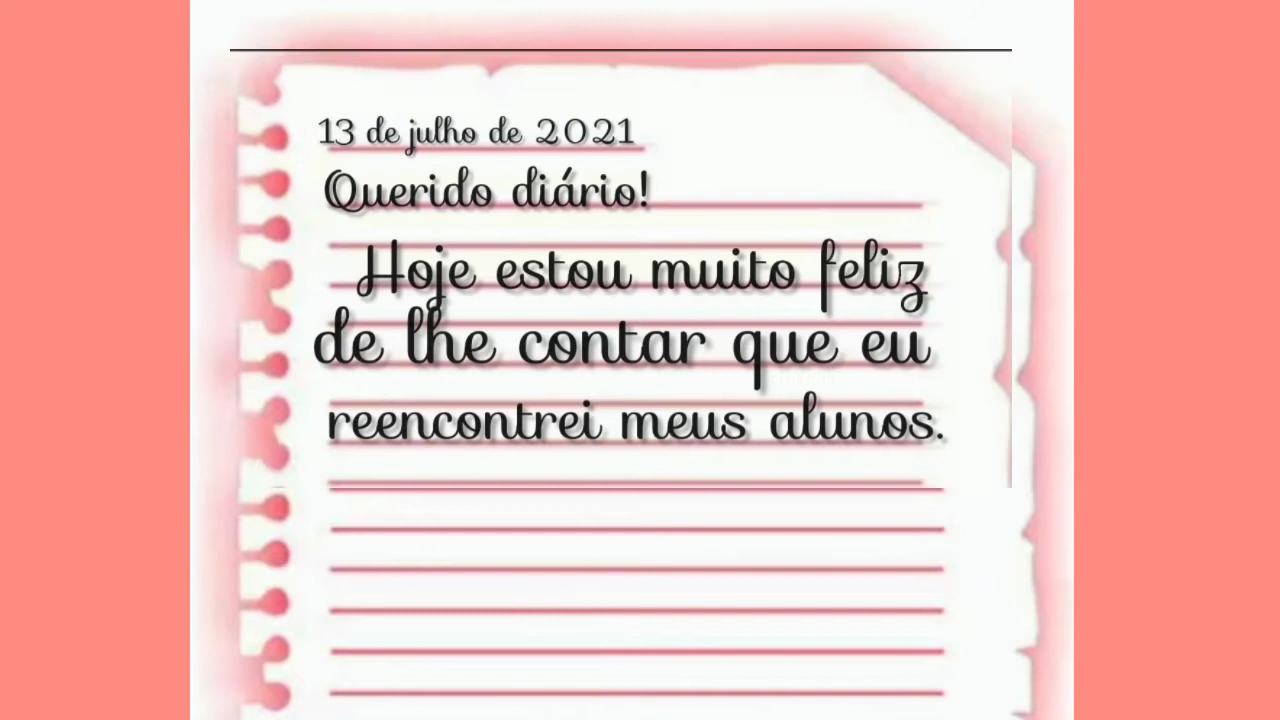 13 de julho de 2021
Querido diário!
Hoje estou muito feliz
de lhe contar que eu
reencontrei meus alunos.